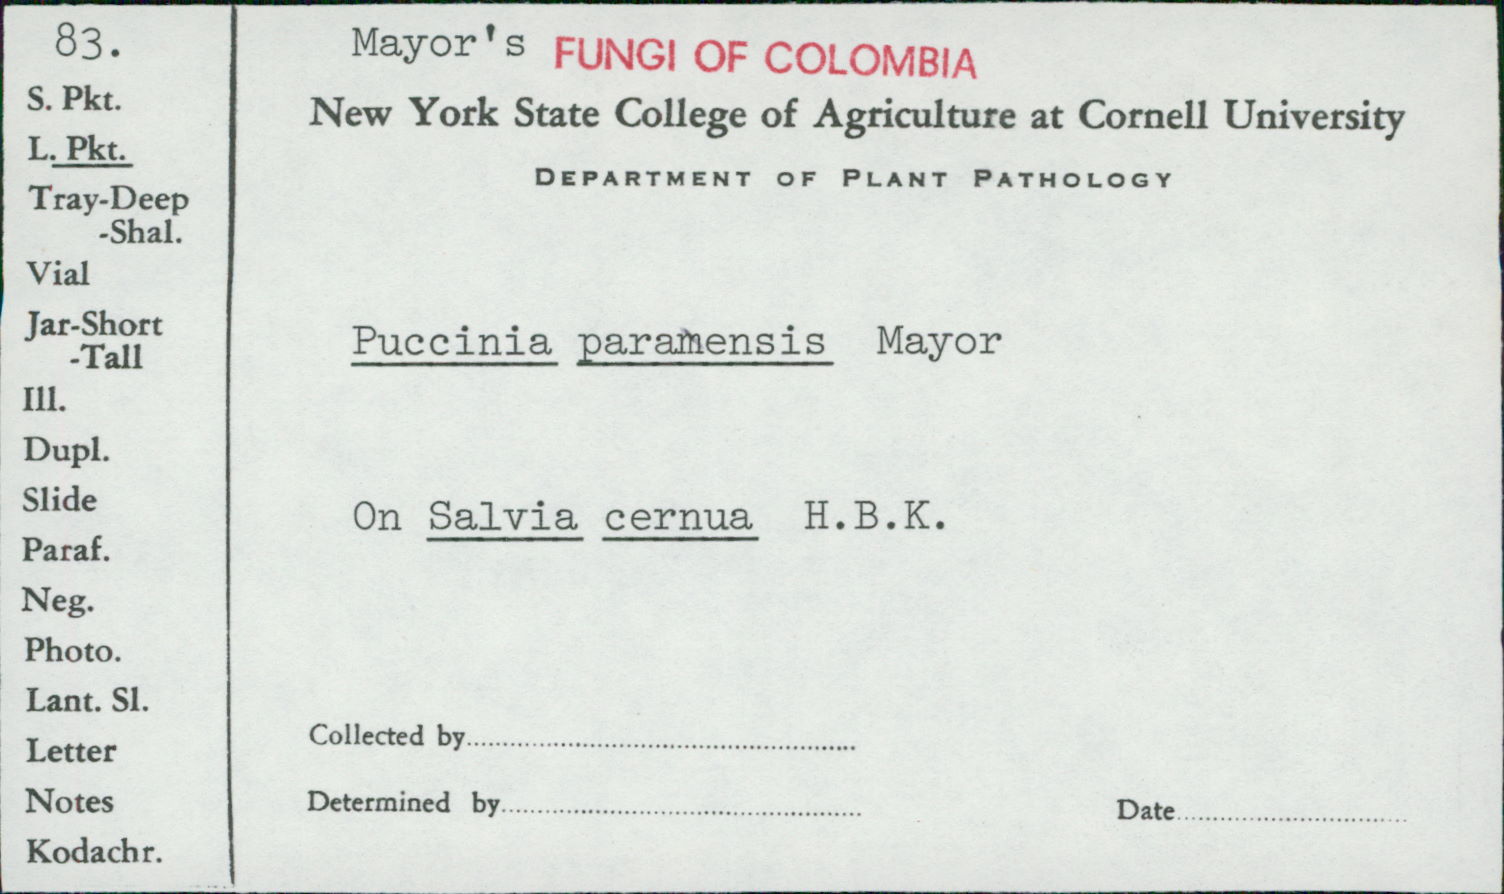 83.
S. Pkt.
L. Pkt.
Tray-Deep
-Shal.
Vial
Jar-Short
-Tall
Ill.
Dupl.
Slide
Paraf.
Neg.
Photo.
Lant. Sl.
Letter
Notes
Kodachr.
Mayor's FUNGI OF COLOMBIA
New York State College of Agriculture at Cornell University
DEPARTMENT OF PLANT PATHOLOGY
Puccinia paramensis Mayor
On Salvia cernua H.B.K.
Collected by
Determined by
Date